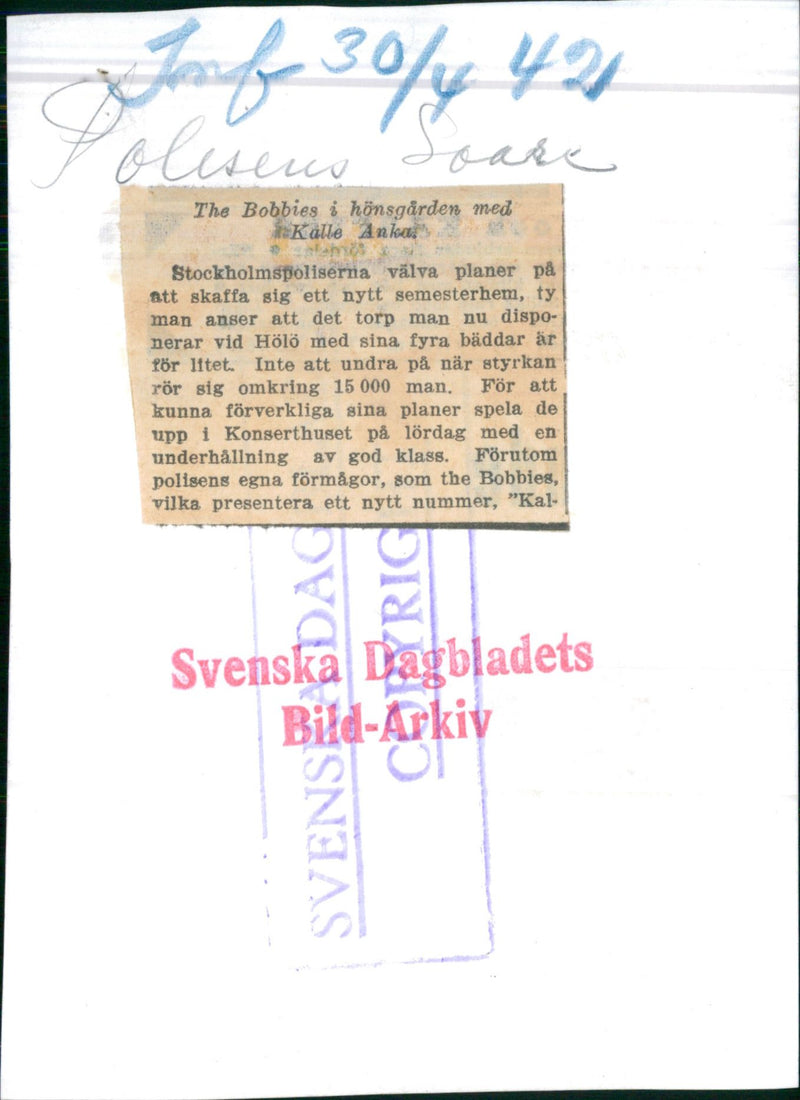 Inf 30/4 42
Polisens Soaré
The Bobbies i hönsgården med
Kalle Anka.
Stockholmspoliserna välva planer på
att skaffa sig ett nytt semesterhem, ty
man anser att det torp man nu dispo-
nerar vid Hölö med sina fyra bäddar är
för litet. Inte att undra på när styrkan
rör sig omkring 15 000 man. För att
kunna förverkliga sina planer spela de
upp i Konserthuset på lördag med en
underhållning av god klass. Förutom
polisens egna förmågor, som the Bobbies,
vilka presentera ett nytt nummer, "Kal-
Svenska Dagbladets
Bild-Arkiv
SVENSKA DAG
COPYRIG